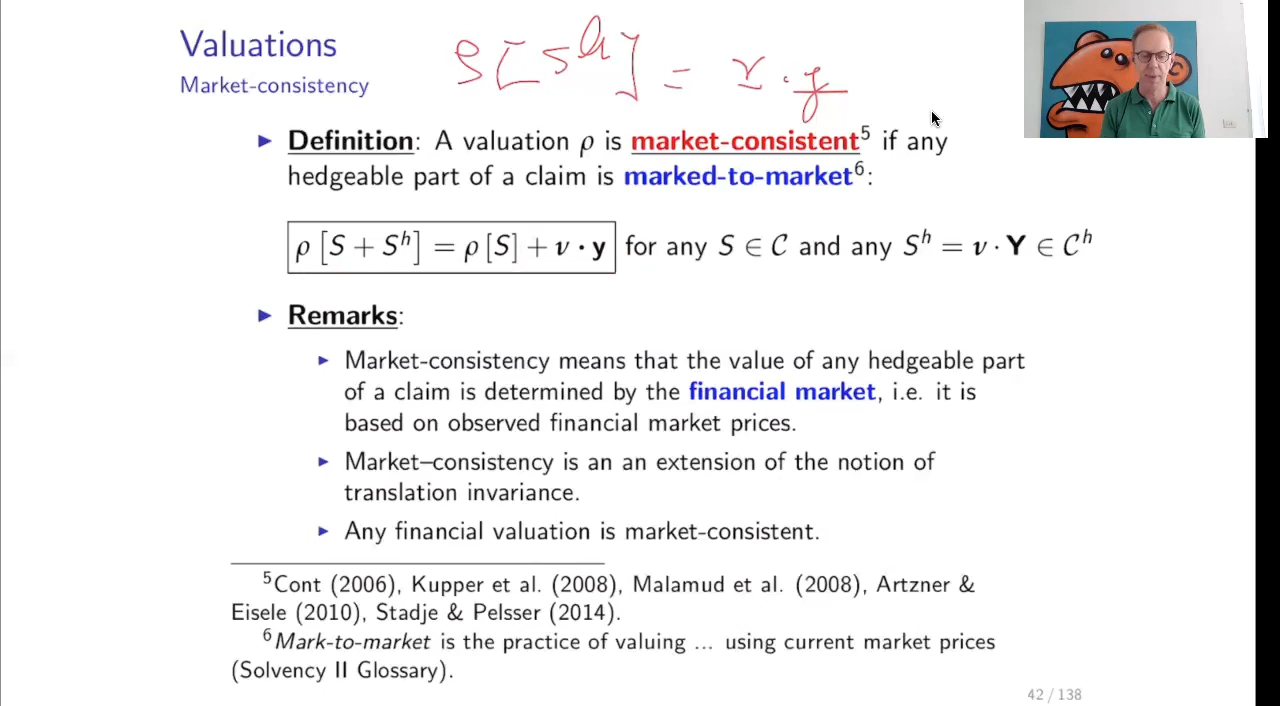 Valuations
Market-consistency
ρ[S^h] = ν · y
▶ Definition: A valuation ρ is market-consistent⁵ if any
hedgeable part of a claim is marked-to-market⁶:
ρ [S + S^h] = ρ [S] + ν · y for any S ∈ C and any S^h = ν · Y ∈ C^h
▶ Remarks:
▶ Market-consistency means that the value of any hedgeable part
of a claim is determined by the financial market, i.e. it is
based on observed financial market prices.
▶ Market–consistency is an an extension of the notion of
translation invariance.
▶ Any financial valuation is market-consistent.
⁵Cont (2006), Kupper et al. (2008), Malamud et al. (2008), Artzner &
Eisele (2010), Stadje & Pelsser (2014).
⁶Mark-to-market is the practice of valuing ... using current market prices
(Solvency II Glossary).
42 / 138